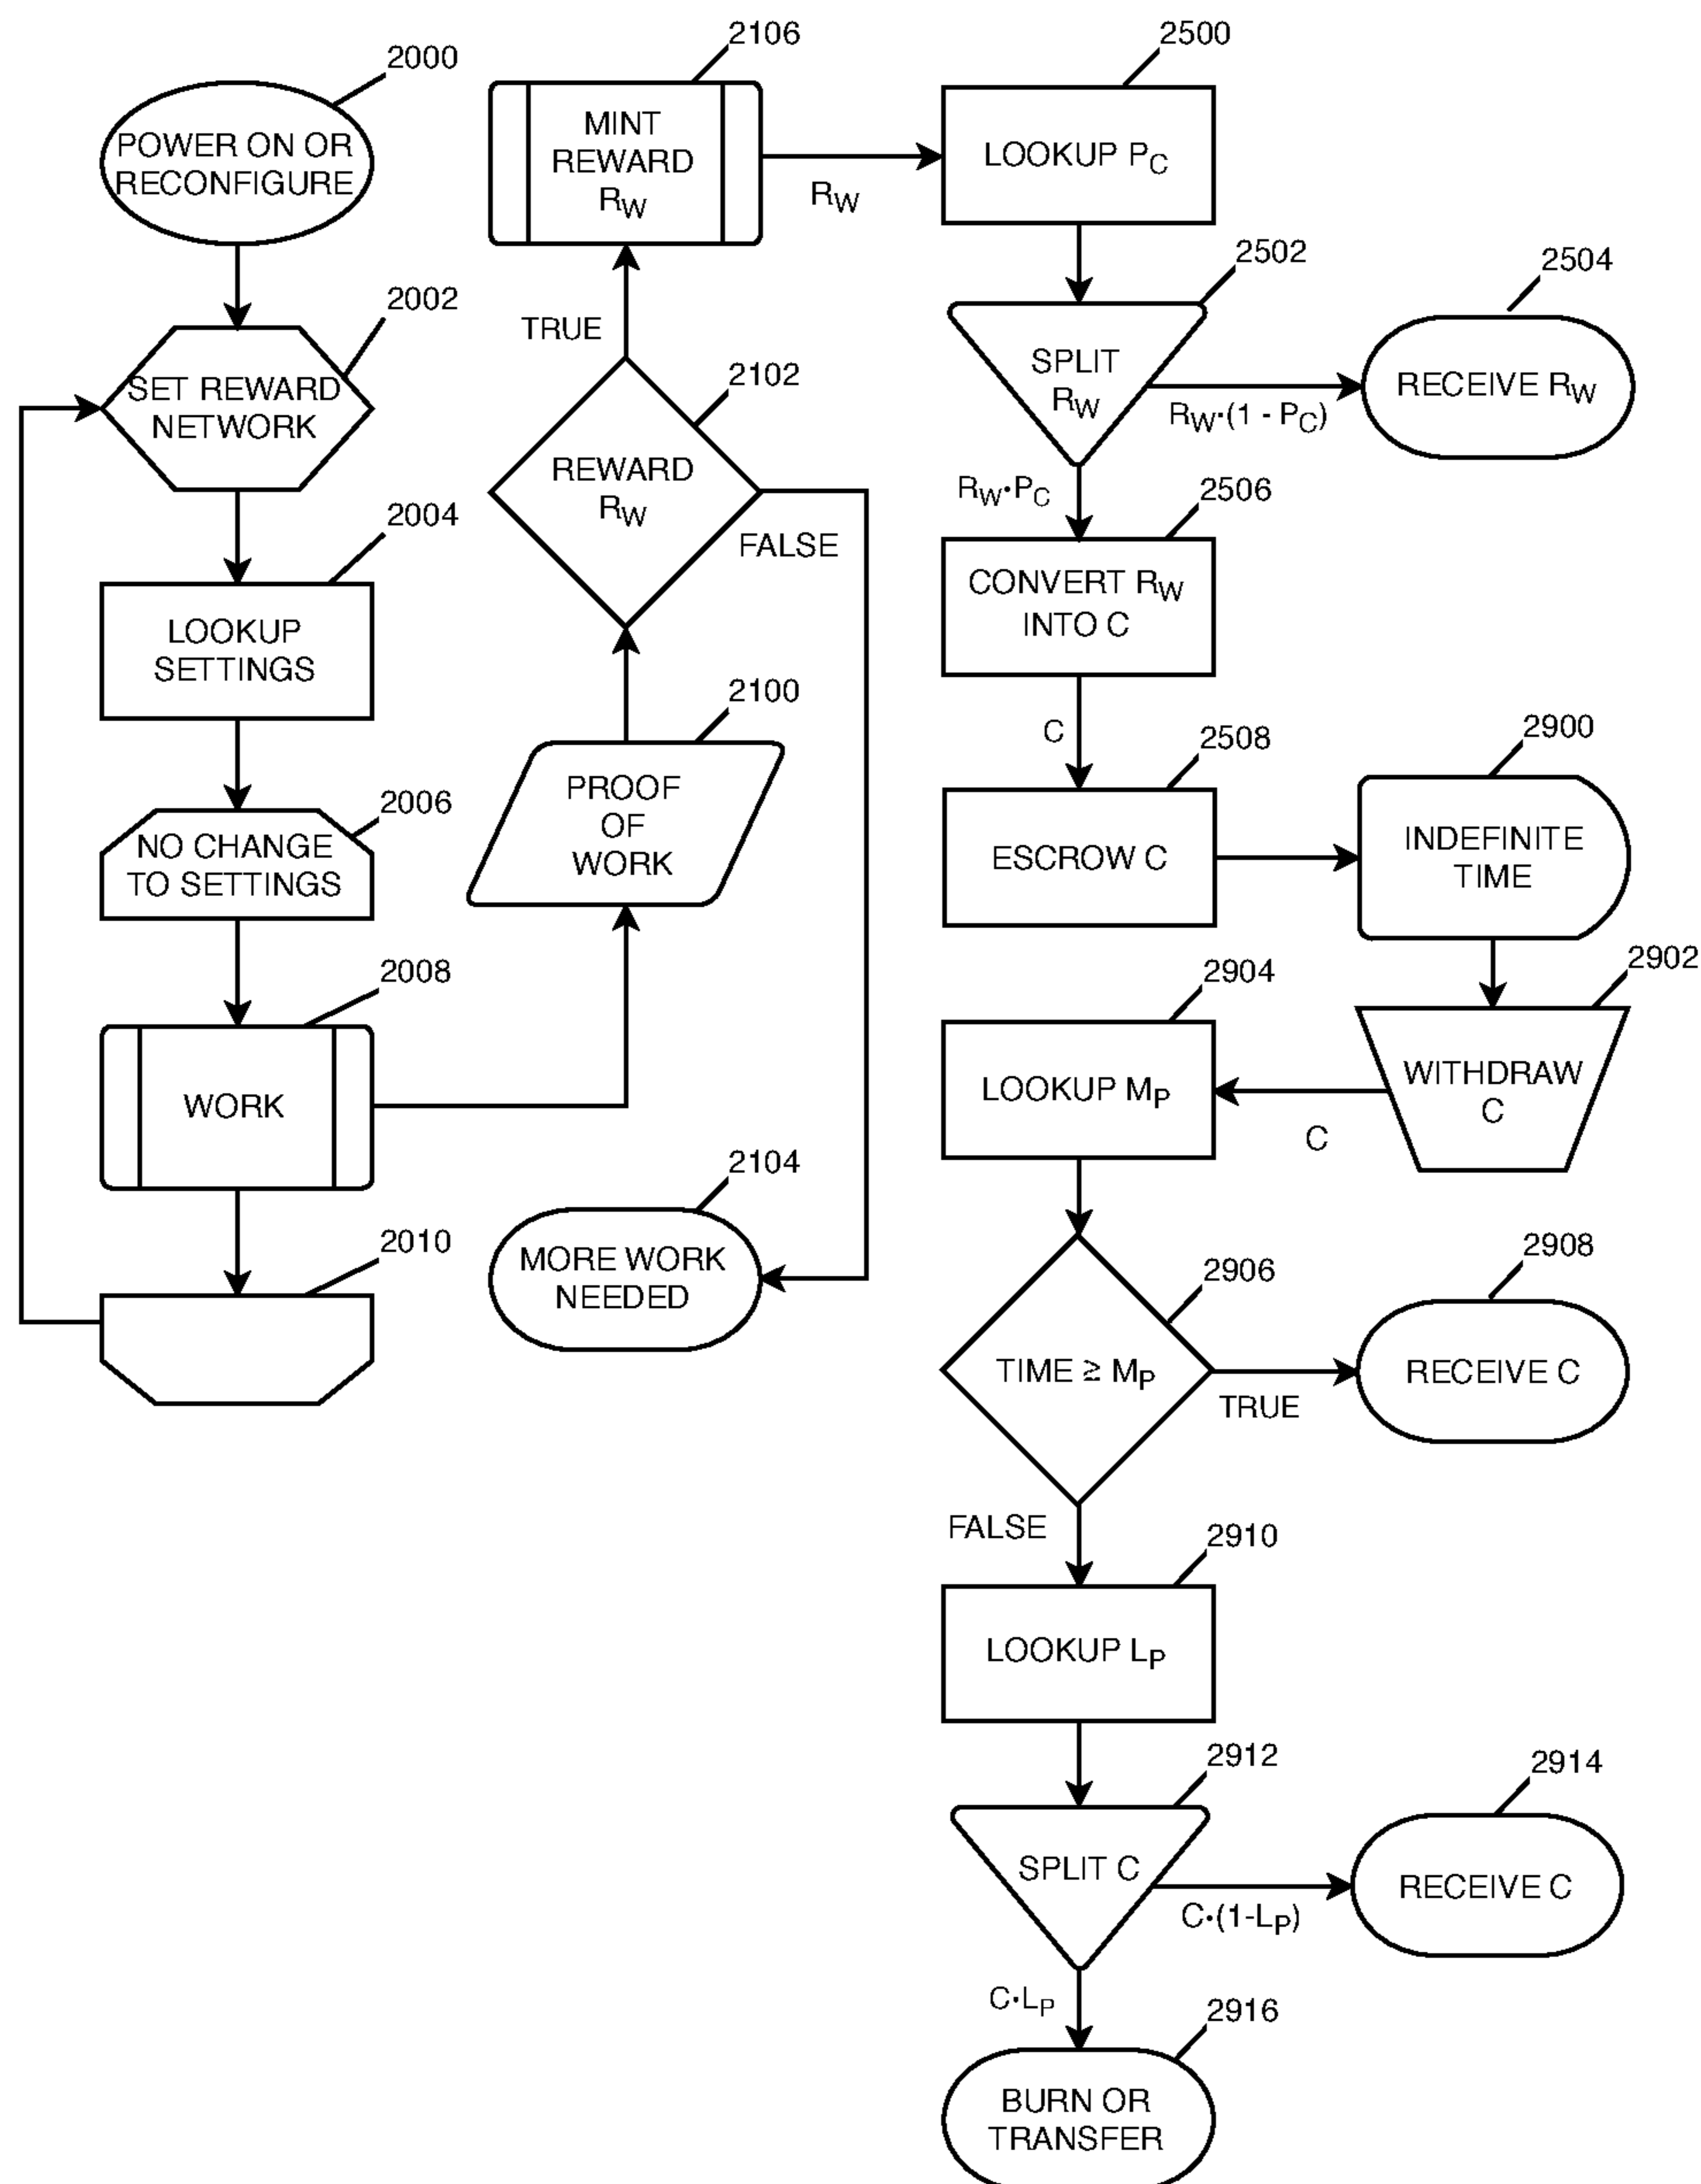 2000
POWER ON OR
RECONFIGURE
2002
SET REWARD
NETWORK
2004
LOOKUP
SETTINGS
2006
NO CHANGE
TO SETTINGS
2008
WORK
2010
2106
MINT
REWARD
RW
RW
TRUE
2102
REWARD
RW
FALSE
2100
PROOF
OF
WORK
2104
MORE WORK
NEEDED
2500
LOOKUP PC
2502
SPLIT
RW
RW·(1 - PC)
2504
RECEIVE RW
RW·PC
2506
CONVERT RW
INTO C
C
2508
ESCROW C
2900
INDEFINITE
TIME
2902
WITHDRAW
C
C
2904
LOOKUP MP
2906
TIME ≥ MP
TRUE
2908
RECEIVE C
FALSE
2910
LOOKUP LP
2912
SPLIT C
C·(1-LP)
2914
RECEIVE C
C·LP
2916
BURN OR
TRANSFER